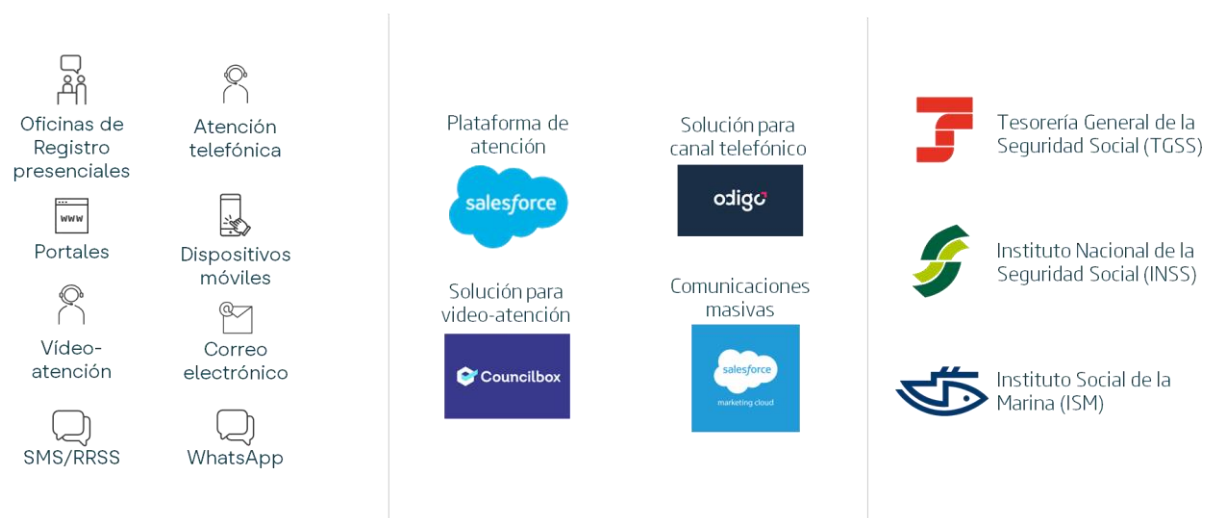 Oficinas de
Registro
presenciales
Atención
telefónica
www
Portales
Dispositivos
móviles
Vídeo-
atención
@
Correo
electrónico
SMS/RRSS
WhatsApp
Plataforma de
atención
salesforce
Solución para
canal telefónico
odigo
Solución para
video-atención
Councilbox
Comunicaciones
masivas
salesforce
marketing cloud
Tesorería General de la
Seguridad Social (TGSS)
Instituto Nacional de la
Seguridad Social (INSS)
Instituto Social de la
Marina (ISM)